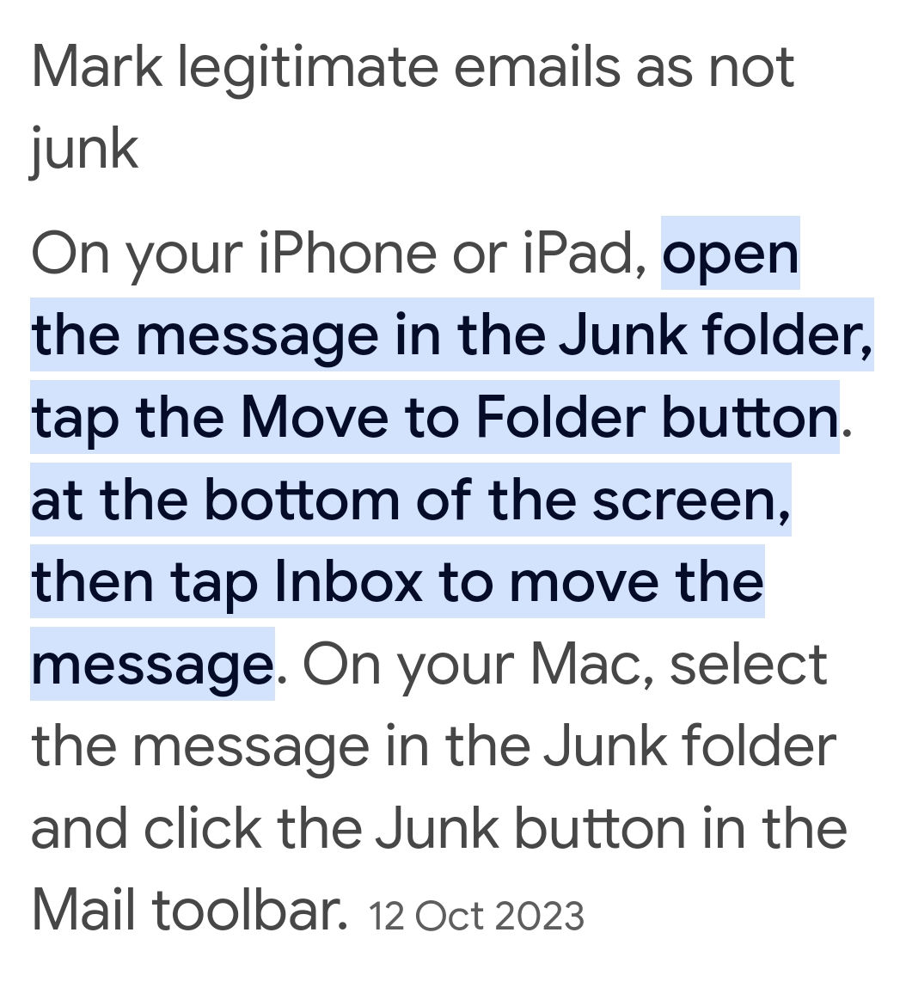 Mark legitimate emails as not
junk
On your iPhone or iPad, open
the message in the Junk folder,
tap the Move to Folder button.
at the bottom of the screen,
then tap Inbox to move the
message. On your Mac, select
the message in the Junk folder
and click the Junk button in the
Mail toolbar. 12 Oct 2023